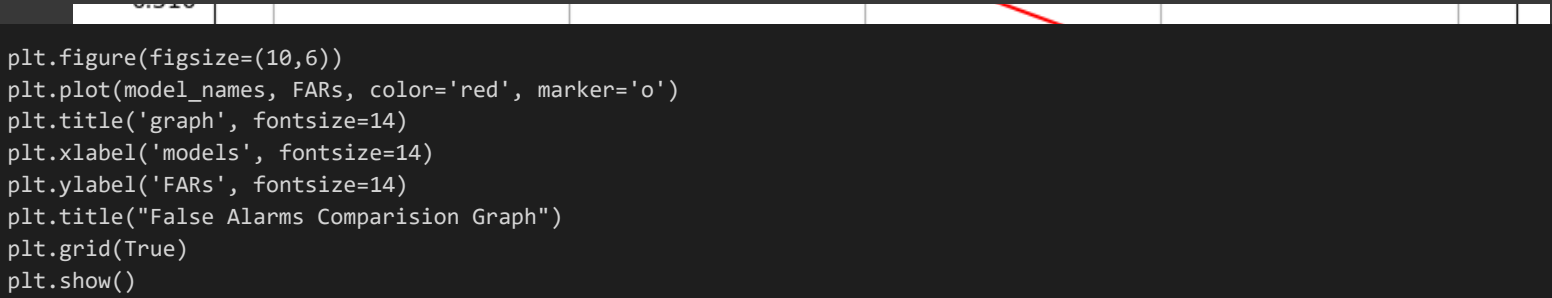 plt.figure(figsize=(10,6))
plt.plot(model_names, FARs, color='red', marker='o')
plt.title('graph', fontsize=14)
plt.xlabel('models', fontsize=14)
plt.ylabel('FARs', fontsize=14)
plt.title("False Alarms Comparision Graph")
plt.grid(True)
plt.show()